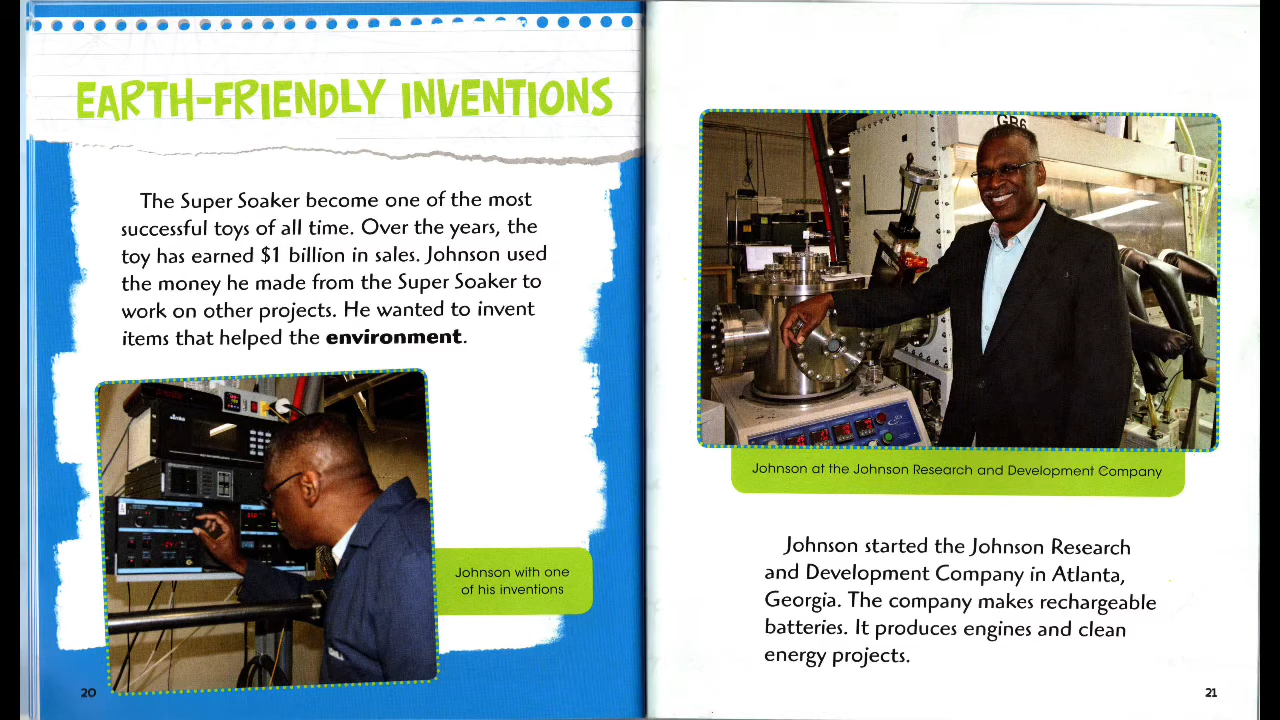 EARTH-FRIENDLY INVENTIONS
The Super Soaker become one of the most
successful toys of all time. Over the years, the
toy has earned $1 billion in sales. Johnson used
the money he made from the Super Soaker to
work on other projects. He wanted to invent
items that helped the environment.
Johnson with one
of his inventions
20
GB6
Johnson at the Johnson Research and Development Company
Johnson started the Johnson Research
and Development Company in Atlanta,
Georgia. The company makes rechargeable
batteries. It produces engines and clean
energy projects.
21